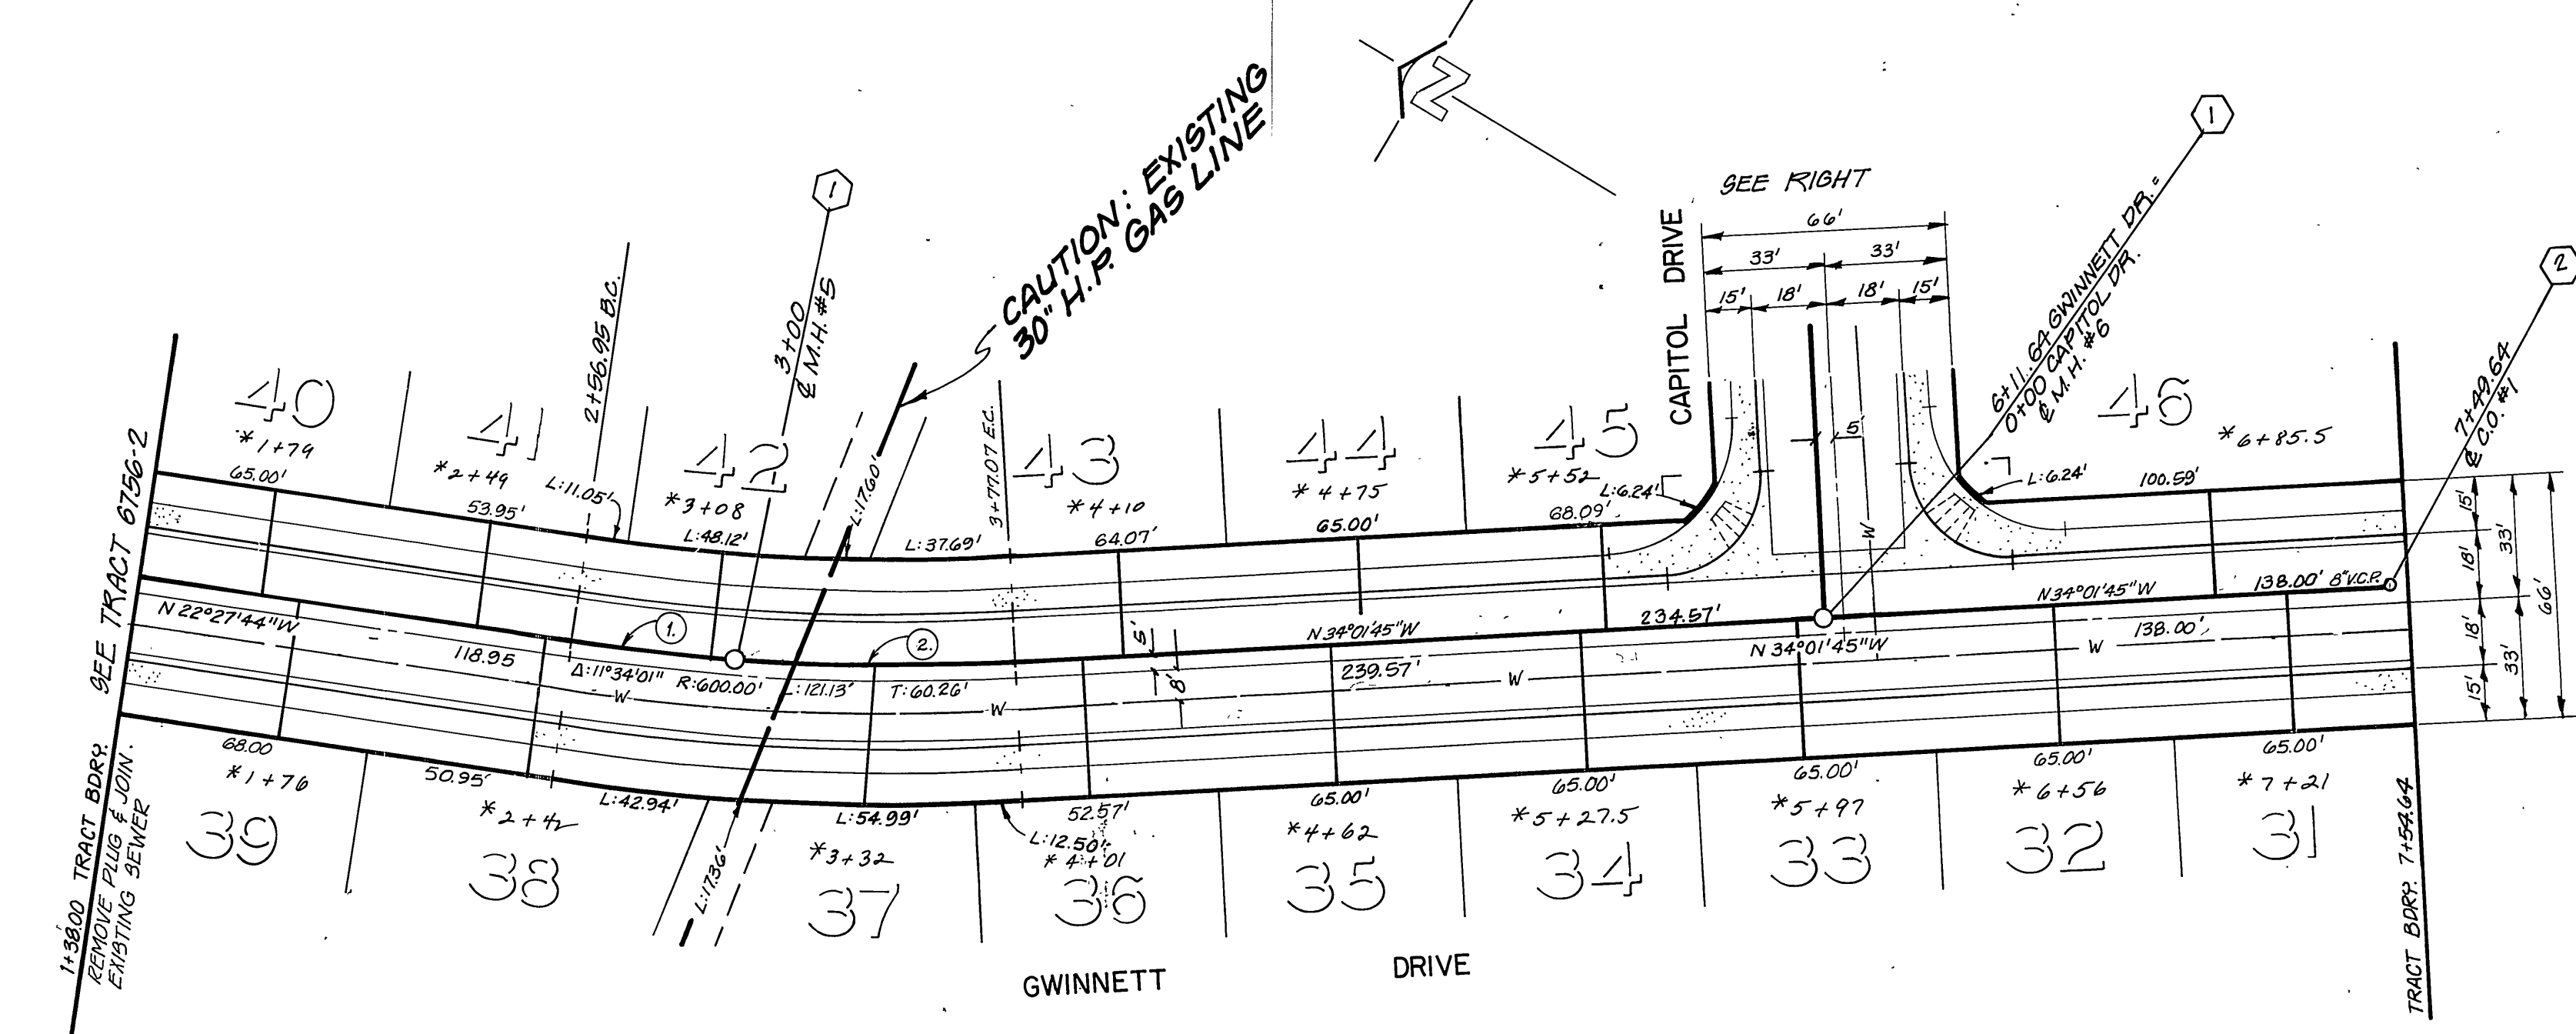 CAUTION: EXISTING
30" H.P. GAS LINE
N
SEE RIGHT
66'
33' 33'
15' 18' 18' 15'
CAPITOL DRIVE
1
1
2
2+56.95 B.C.
3+00
₵ M.H. #5
3+77.07 E.C.
6+11.64 GWINNETT DR. =
0+00 CAPITOL DR.
₵ M.H. #6
7+49.64
₵ C.O. #1
40
*1+79
65.00'
41
*2+49
53.95'
L:11.05'
42
*3+08
L:48.12'
L:17.60'
43
*4+10
L:37.69'
64.07'
44
*4+75
65.00'
45
*5+52
68.09'
L:6.24'
5'
W
46
*6+85.5
L:6.24'
100.59'
SEE TRACT 6756-2
N 22°27'44"W
118.95
1.
2.
Δ:11°34'01" R:600.00' L:121.13' T:60.26'
W
W
5'
8'
N34°01'45"W
234.57'
239.57'
W
N 34°01'45"W
N34°01'45"W
138.00' 8" V.C.P.
138.00'
W
15'
18'
33'
18'
15'
33'
66'
68.00
*1+76
39
50.95'
*2+42
38
L:42.94'
L:17.36'
L:54.99'
*3+32
37
L:12.50'
52.57'
*4+01
36
65.00'
*4+62
35
65.00'
*5+27.5
34
65.00'
*5+97
33
65.00'
*6+56
32
65.00'
*7+21
31
1+38.00 TRACT BDRY.
REMOVE PLUG & JOIN.
EXISTING SEWER
TRACT BDRY. 7+54.64
GWINNETT DRIVE